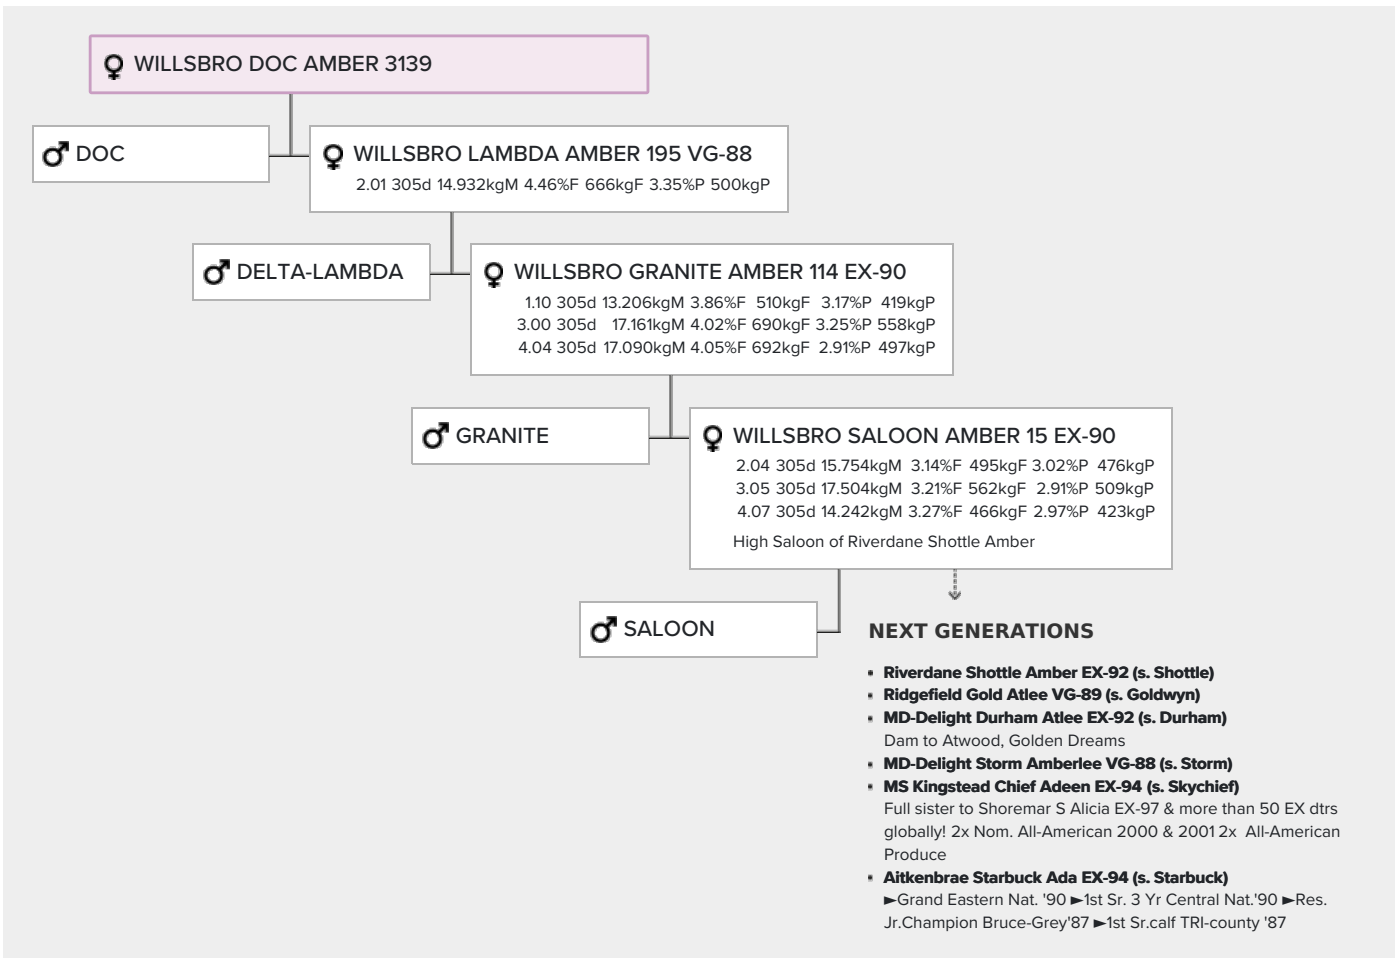 WILLSBRO DOC AMBER 3139
DOC
WILLSBRO LAMBDA AMBER 195 VG-88
2.01 305d 14.932kgM 4.46%F 666kgF 3.35%P 500kgP
DELTA-LAMBDA
WILLSBRO GRANITE AMBER 114 EX-90
1.10 305d 13.206kgM 3.86%F 510kgF 3.17%P 419kgP
3.00 305d 17.161kgM 4.02%F 690kgF 3.25%P 558kgP
4.04 305d 17.090kgM 4.05%F 692kgF 2.91%P 497kgP
GRANITE
WILLSBRO SALOON AMBER 15 EX-90
2.04 305d 15.754kgM 3.14%F 495kgF 3.02%P 476kgP
3.05 305d 17.504kgM 3.21%F 562kgF 2.91%P 509kgP
4.07 305d 14.242kgM 3.27%F 466kgF 2.97%P 423kgP
High Saloon of Riverdane Shottle Amber
SALOON
NEXT GENERATIONS
▪ Riverdane Shottle Amber EX-92 (s. Shottle)
▪ Ridgefield Gold Atlee VG-89 (s. Goldwyn)
▪ MD-Delight Durham Atlee EX-92 (s. Durham)
Dam to Atwood, Golden Dreams
▪ MD-Delight Storm Amberlee VG-88 (s. Storm)
▪ MS Kingstead Chief Adeen EX-94 (s. Skychief)
Full sister to Shoremar S Alicia EX-97 & more than 50 EX dtrs
globally! 2x Nom. All-American 2000 & 2001 2x All-American
Produce
▪ Aitkenbrae Starbuck Ada EX-94 (s. Starbuck)
►Grand Eastern Nat. '90 ►1st Sr. 3 Yr Central Nat.'90 ►Res.
Jr.Champion Bruce-Grey'87 ►1st Sr.calf TRI-county '87